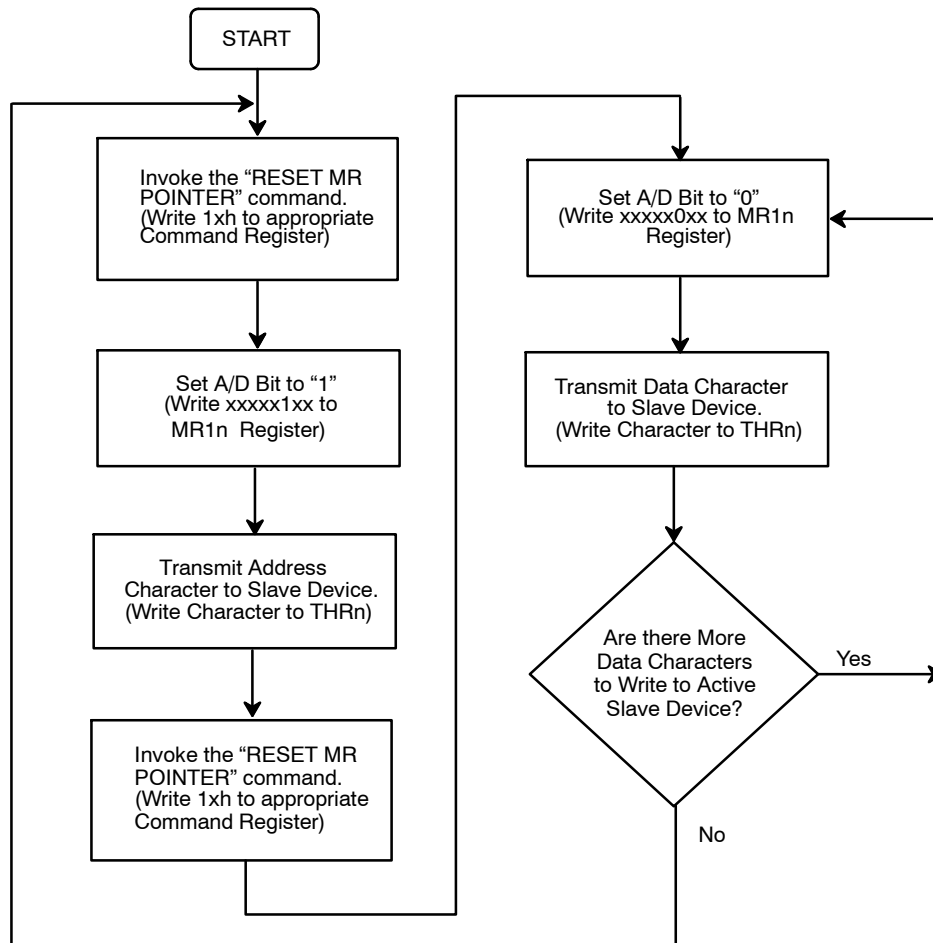 START
Invoke the “RESET MR
POINTER” command.
(Write 1xh to appropriate
Command Register)
Set A/D Bit to “1”
(Write xxxxx1xx to
MR1n Register)
Transmit Address
Character to Slave Device.
(Write Character to THRn)
Invoke the “RESET MR
POINTER” command.
(Write 1xh to appropriate
Command Register)
Set A/D Bit to “0”
(Write xxxxx0xx to MR1n
Register)
Transmit Data Character
to Slave Device.
(Write Character to THRn)
Are there More
Data Characters
to Write to Active
Slave Device?
Yes
No